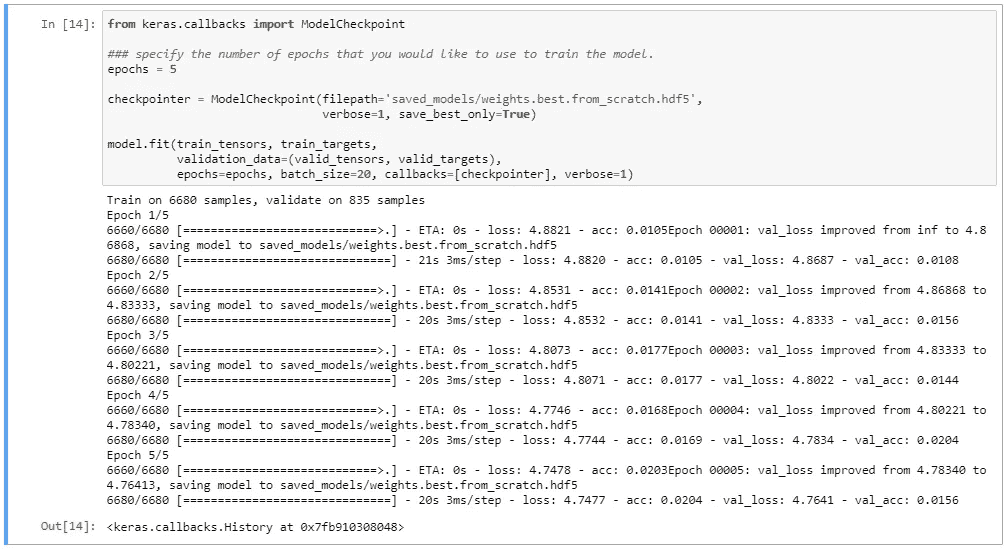 In [14]: from keras.callbacks import ModelCheckpoint
### specify the number of epochs that you would like to use to train the model.
epochs = 5
checkpointer = ModelCheckpoint(filepath='saved_models/weights.best.from_scratch.hdf5',
verbose=1, save_best_only=True)
model.fit(train_tensors, train_targets,
validation_data=(valid_tensors, valid_targets),
epochs=epochs, batch_size=20, callbacks=[checkpointer], verbose=1)
Train on 6680 samples, validate on 835 samples
Epoch 1/5
6660/6680 [============================>.] - ETA: 0s - loss: 4.8821 - acc: 0.0105Epoch 00001: val_loss improved from inf to 4.8
6868, saving model to saved_models/weights.best.from_scratch.hdf5
6680/6680 [==============================] - 21s 3ms/step - loss: 4.8820 - acc: 0.0105 - val_loss: 4.8687 - val_acc: 0.0108
Epoch 2/5
6660/6680 [============================>.] - ETA: 0s - loss: 4.8531 - acc: 0.0141Epoch 00002: val_loss improved from 4.86868 to
4.83333, saving model to saved_models/weights.best.from_scratch.hdf5
6680/6680 [==============================] - 20s 3ms/step - loss: 4.8532 - acc: 0.0141 - val_loss: 4.8333 - val_acc: 0.0156
Epoch 3/5
6660/6680 [============================>.] - ETA: 0s - loss: 4.8073 - acc: 0.0177Epoch 00003: val_loss improved from 4.83333 to
4.80221, saving model to saved_models/weights.best.from_scratch.hdf5
6680/6680 [==============================] - 20s 3ms/step - loss: 4.8071 - acc: 0.0177 - val_loss: 4.8022 - val_acc: 0.0144
Epoch 4/5
6660/6680 [============================>.] - ETA: 0s - loss: 4.7746 - acc: 0.0168Epoch 00004: val_loss improved from 4.80221 to
4.78340, saving model to saved_models/weights.best.from_scratch.hdf5
6680/6680 [==============================] - 20s 3ms/step - loss: 4.7744 - acc: 0.0169 - val_loss: 4.7834 - val_acc: 0.0204
Epoch 5/5
6660/6680 [============================>.] - ETA: 0s - loss: 4.7478 - acc: 0.0203Epoch 00005: val_loss improved from 4.78340 to
4.76413, saving model to saved_models/weights.best.from_scratch.hdf5
6680/6680 [==============================] - 20s 3ms/step - loss: 4.7477 - acc: 0.0204 - val_loss: 4.7641 - val_acc: 0.0156
Out[14]: <keras.callbacks.History at 0x7fb910308048>